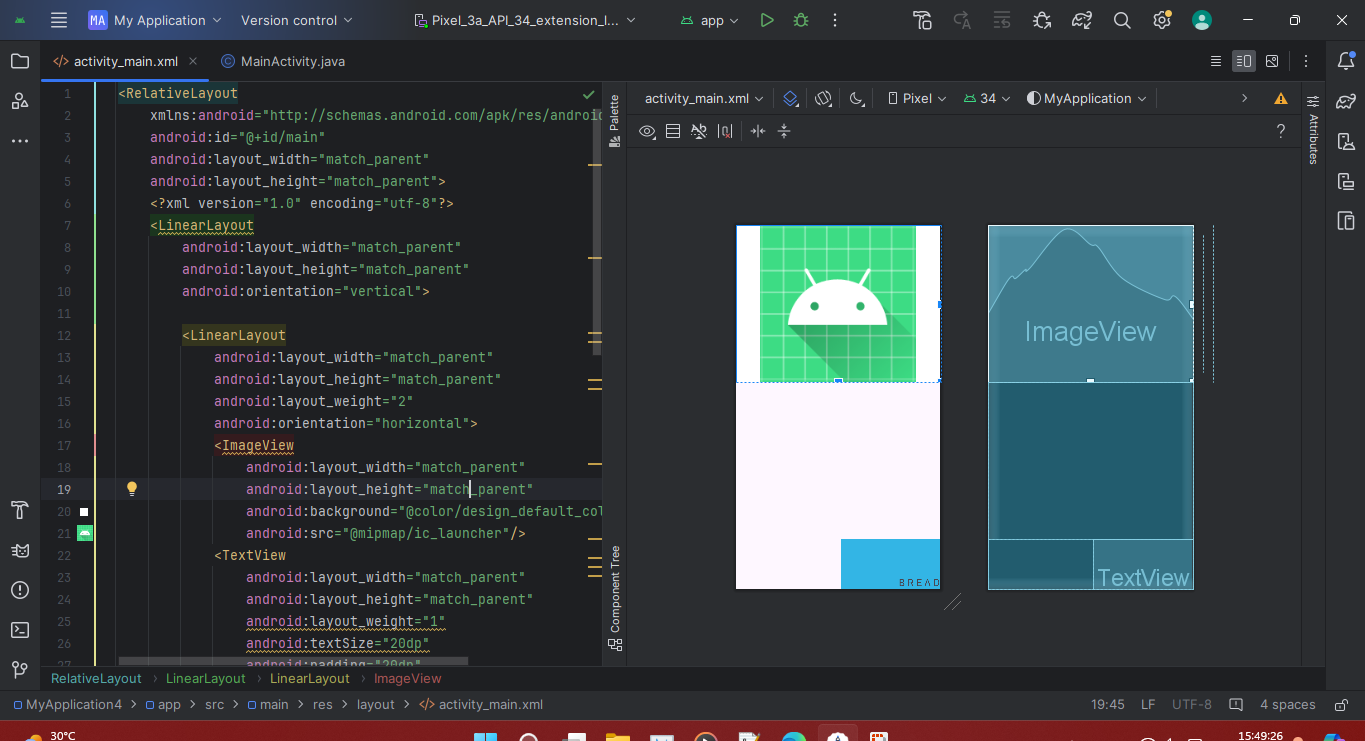 MA My Application Version control Pixel_3a_API_34_extension_l... app
activity_main.xml MainActivity.java
1 <RelativeLayout
2 xmlns:android="http://schemas.android.com/apk/res/android
3 android:id="@+id/main"
4 android:layout_width="match_parent"
5 android:layout_height="match_parent">
6 <?xml version="1.0" encoding="utf-8"?>
7 <LinearLayout
8 android:layout_width="match_parent"
9 android:layout_height="match_parent"
10 android:orientation="vertical">
11
12 <LinearLayout
13 android:layout_width="match_parent"
14 android:layout_height="match_parent"
15 android:layout_weight="2"
16 android:orientation="horizontal">
17 <ImageView
18 android:layout_width="match_parent"
19 android:layout_height="match_parent"
20 android:background="@color/design_default_col
21 android:src="@mipmap/ic_launcher"/>
22 <TextView
23 android:layout_width="match_parent"
24 android:layout_height="match_parent"
25 android:layout_weight="1"
26 android:textSize="20dp"
27 android:padding="20dp"
Palette
Component Tree
activity_main.xml Pixel 34 MyApplication
?
Attributes
BREAD
ImageView
TextView
RelativeLayout > LinearLayout > LinearLayout > ImageView
MyApplication4 > app > src > main > res > layout > activity_main.xml
19:45 LF UTF-8 4 spaces
30°C
15:49:26